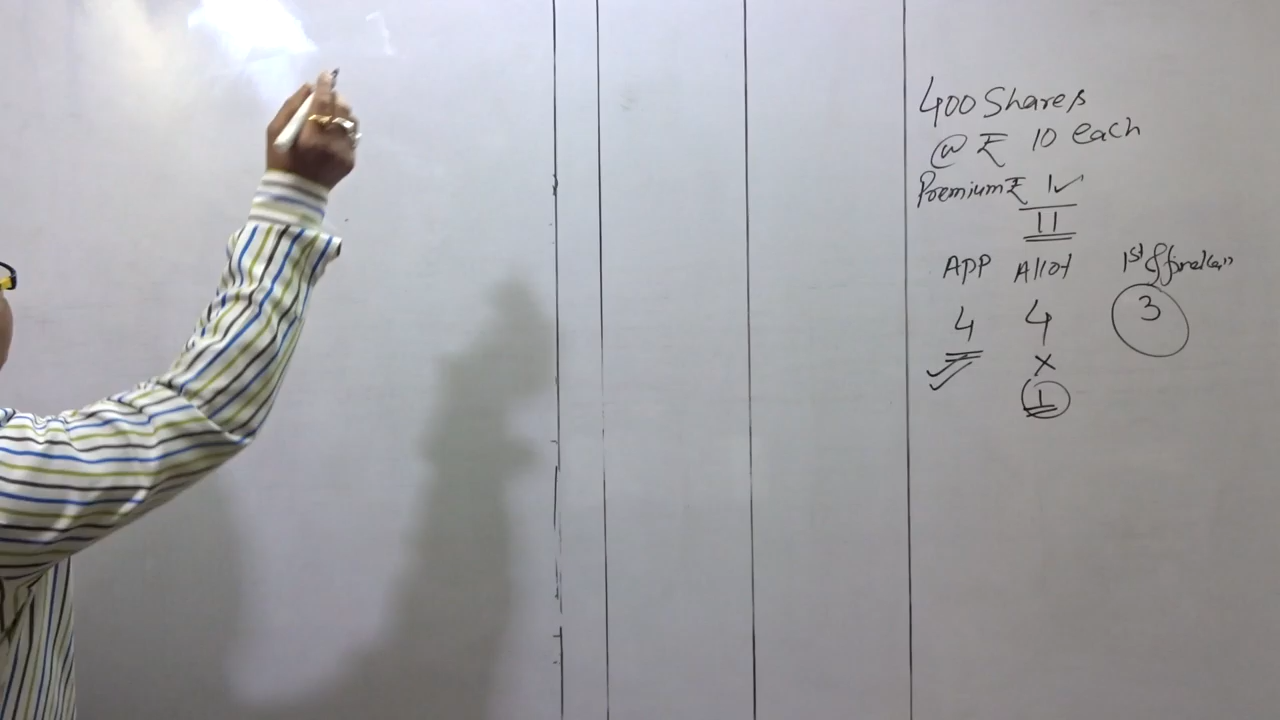 400 Shares
@ ₹ 10 each
Premium ₹ 1✓
11
APP Allot 1st & final call
4 4 3
✓✓ ×
1